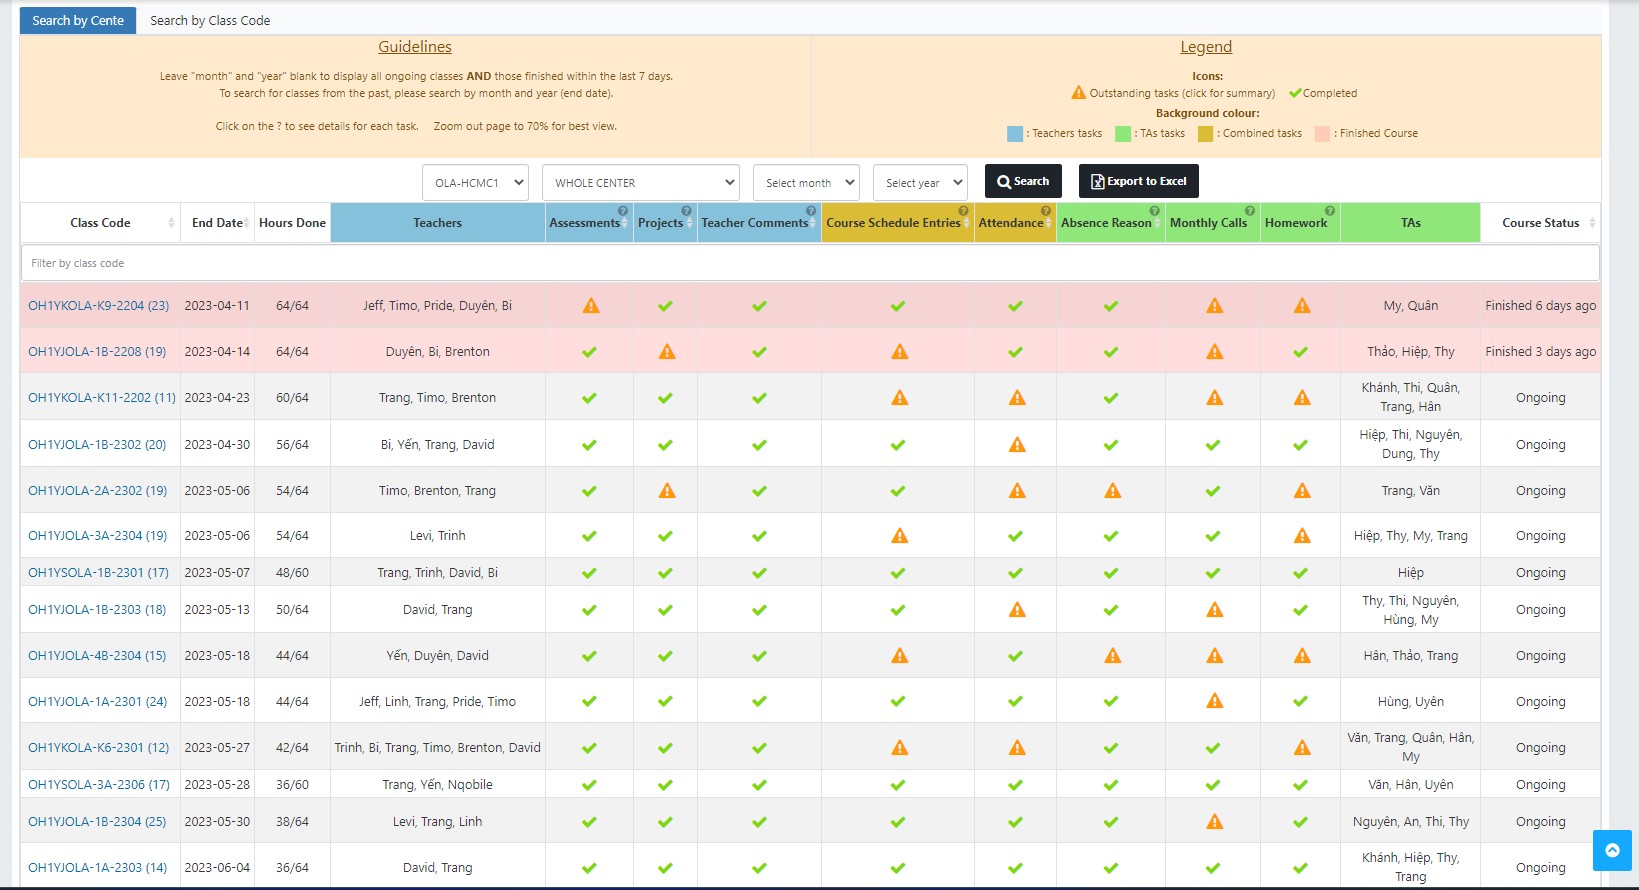 Search by Cente
Search by Class Code
Guidelines
Leave "month" and "year" blank to display all ongoing classes AND those finished within the last 7 days.
To search for classes from the past, please search by month and year (end date).
Click on the ? to see details for each task. Zoom out page to 70% for best view.
Legend
Icons:
Outstanding tasks (click for summary) Completed
Background colour:
: Teachers tasks : TAs tasks : Combined tasks : Finished Course
OLA-HCMC1 WHOLE CENTER Select month Select year Search Export to Excel
Class Code End Date Hours Done Teachers Assessments ? Projects ? Teacher Comments ? Course Schedule Entries ? Attendance ? Absence Reason ? Monthly Calls ? Homework ? TAs Course Status
Filter by class code
OH1YKOLA-K9-2204 (23) 2023-04-11 64/64 Jeff, Timo, Pride, Duyên, Bi My, Quân Finished 6 days ago
OH1YJOLA-1B-2208 (19) 2023-04-14 64/64 Duyên, Bi, Brenton Thảo, Hiệp, Thy Finished 3 days ago
OH1YKOLA-K11-2202 (11) 2023-04-23 60/64 Trang, Timo, Brenton Khánh, Thi, Quân, Ongoing
Trang, Hân
OH1YJOLA-1B-2302 (20) 2023-04-30 56/64 Bi, Yến, Trang, David Hiệp, Thi, Nguyên, Ongoing
Dung, Thy
OH1YJOLA-2A-2302 (19) 2023-05-06 54/64 Timo, Brenton, Trang Trang, Văn Ongoing
OH1YJOLA-3A-2304 (19) 2023-05-06 54/64 Levi, Trinh Hiệp, Thy, My, Trang Ongoing
OH1YSOLA-1B-2301 (17) 2023-05-07 48/60 Trang, Trinh, David, Bi Hiệp Ongoing
OH1YJOLA-1B-2303 (18) 2023-05-13 50/64 David, Trang Thy, Thi, Nguyên, Ongoing
Hùng, My
OH1YJOLA-4B-2304 (15) 2023-05-18 44/64 Yến, Duyên, David Hân, Thảo, Trang Ongoing
OH1YJOLA-1A-2301 (24) 2023-05-18 44/64 Jeff, Linh, Trang, Pride, Timo Hùng, Uyên Ongoing
OH1YKOLA-K6-2301 (12) 2023-05-27 42/64 Trinh, Bi, Trang, Timo, Brenton, David Văn, Trang, Quân, Hân, Ongoing
My
OH1YSOLA-3A-2306 (17) 2023-05-28 36/60 Trang, Yến, Nqobile Văn, Hân, Uyên Ongoing
OH1YJOLA-1B-2304 (25) 2023-05-30 38/64 Levi, Trang, Linh Nguyên, An, Thi, Thy Ongoing
OH1YJOLA-1A-2303 (14) 2023-06-04 36/64 David, Trang Khánh, Hiệp, Thy, Ongoing
Trang